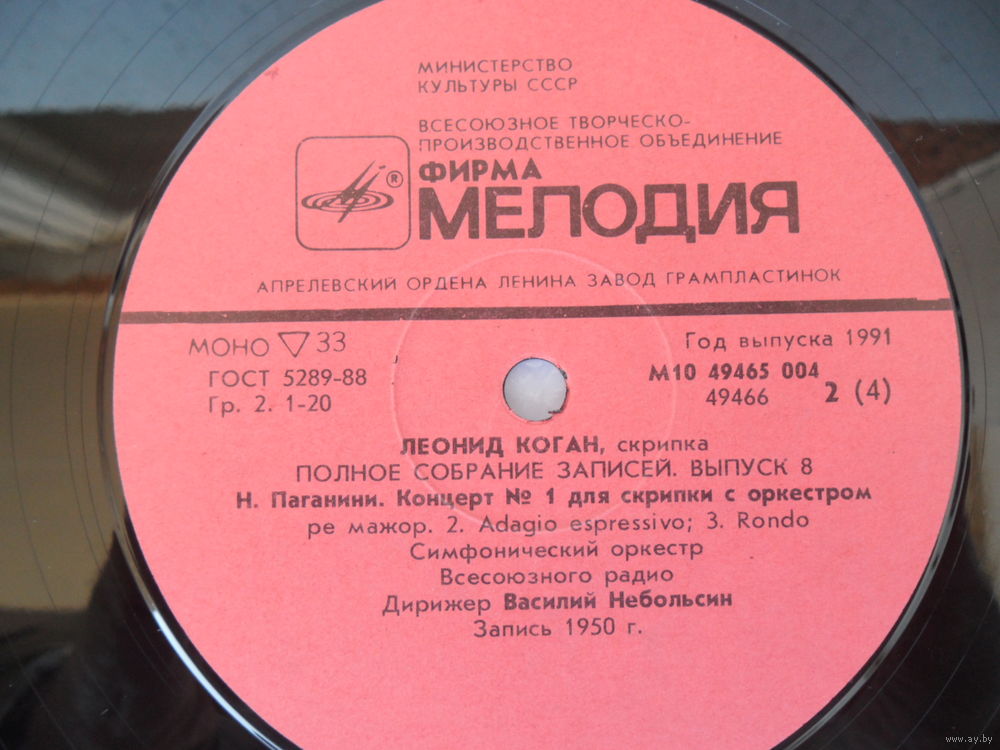 МИНИСТЕРСТВО
КУЛЬТУРЫ СССР
ВСЕСОЮЗНОЕ ТВОРЧЕСКО-
ПРОИЗВОДСТВЕННОЕ ОБЪЕДИНЕНИЕ
®
ФИРМА
МЕЛОДИЯ
АПРЕЛЕВСКИЙ ОРДЕНА ЛЕНИНА ЗАВОД ГРАМПЛАСТИНОК
МОНО ▽ 33
ГОСТ 5289-88
Гр. 2. 1-20
Год выпуска 1991
М10 49465 004
49466 2 (4)
ЛЕОНИД КОГАН, скрипка
ПОЛНОЕ СОБРАНИЕ ЗАПИСЕЙ. ВЫПУСК 8
Н. Паганини. Концерт № 1 для скрипки с оркестром
ре мажор. 2. Adagio espressivo; 3. Rondo
Симфонический оркестр
Всесоюзного радио
Дирижер Василий Небольсин
Запись 1950 г.
www.ay.by